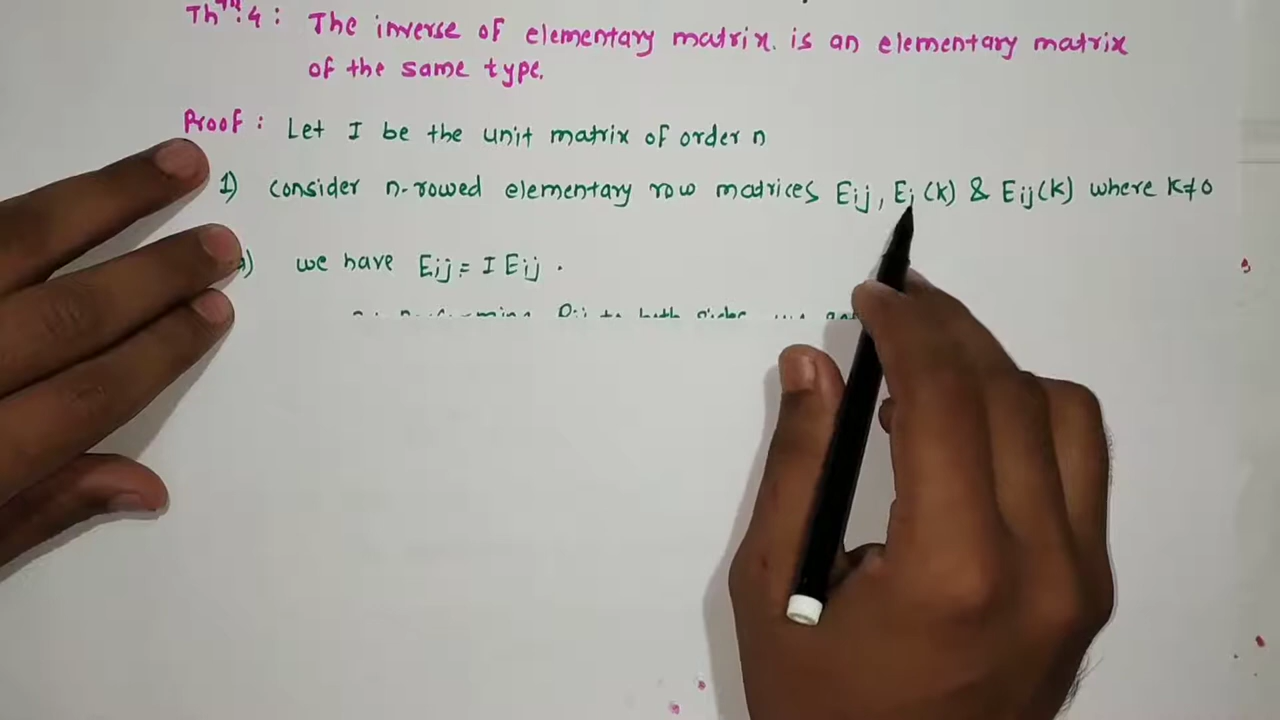 Thm:4: The inverse of elementary matrix. is an elementary matrix
of the same type.
Proof: Let I be the unit matrix of order n
1) consider n-rowed elementary row matrices Eij, Ei (K) & Eij(K) where K≠0
we have Eij = I Eij .